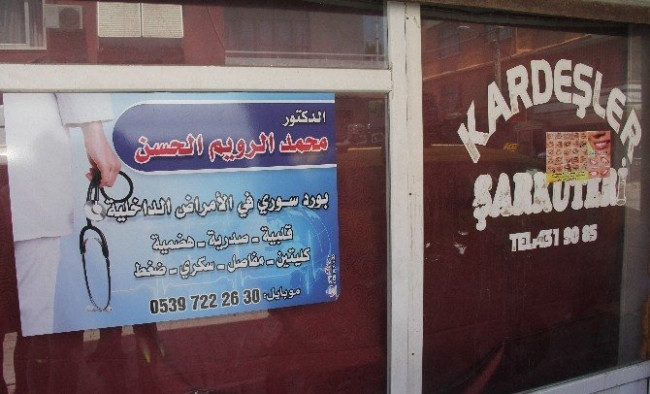 الدكتور
محمد الرويم الحسن
بورد سوري في الأمراض الداخلية
قلبية - صدرية - هضمية
كليتين - مفاصل - سكري - ضغط
موبايل: 0539 722 26 30
KARDEŞLER
ŞARKÜTERİ
TEL:431 90 85